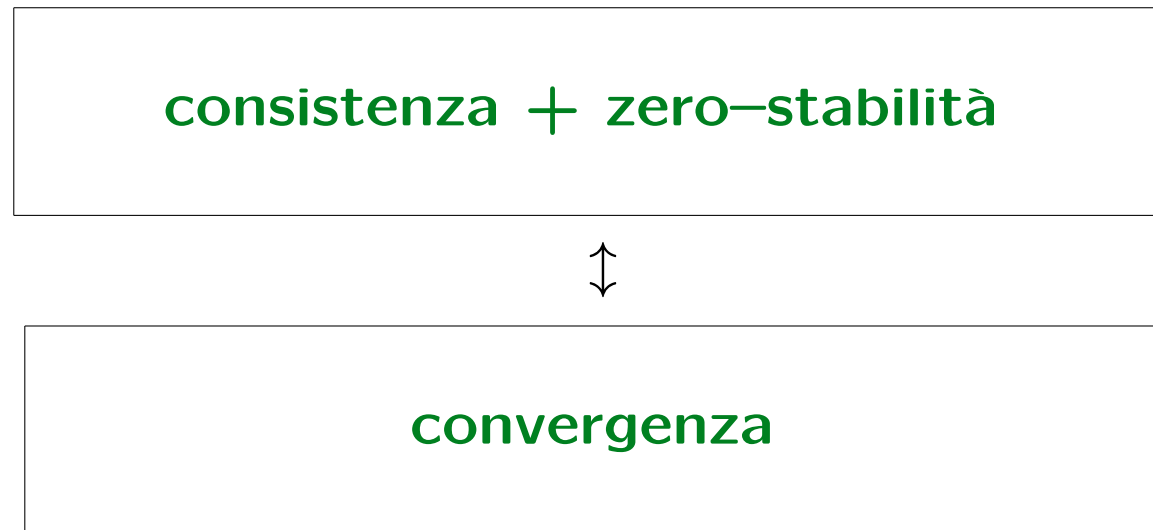 consistenza + zero–stabilità
↕
convergenza